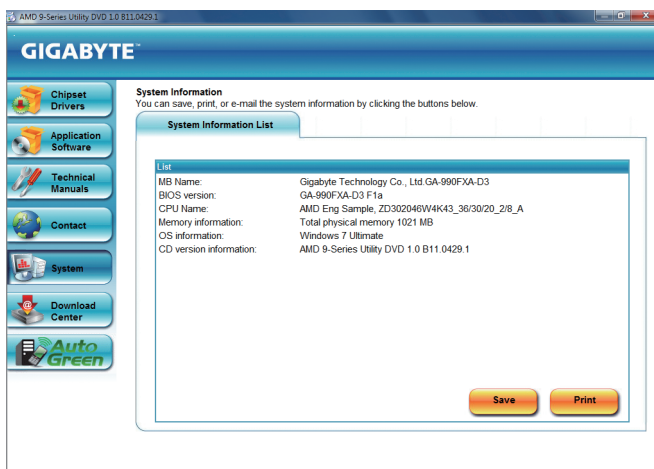 AMD 9-Series Utility DVD 1.0 B11.0429.1
GIGABYTE™
Chipset
Drivers
Application
Software
Technical
Manuals
Contact
System
Download
Center
Auto
Green
System Information
You can save, print, or e-mail the system information by clicking the buttons below.
System Information List
List
MB Name: Gigabyte Technology Co., Ltd.GA-990FXA-D3
BIOS version: GA-990FXA-D3 F1a
CPU Name: AMD Eng Sample, ZD302046W4K43_36/30/20_2/8_A
Memory information: Total physical memory 1021 MB
OS information: Windows 7 Ultimate
CD version information: AMD 9-Series Utility DVD 1.0 B11.0429.1
Save Print